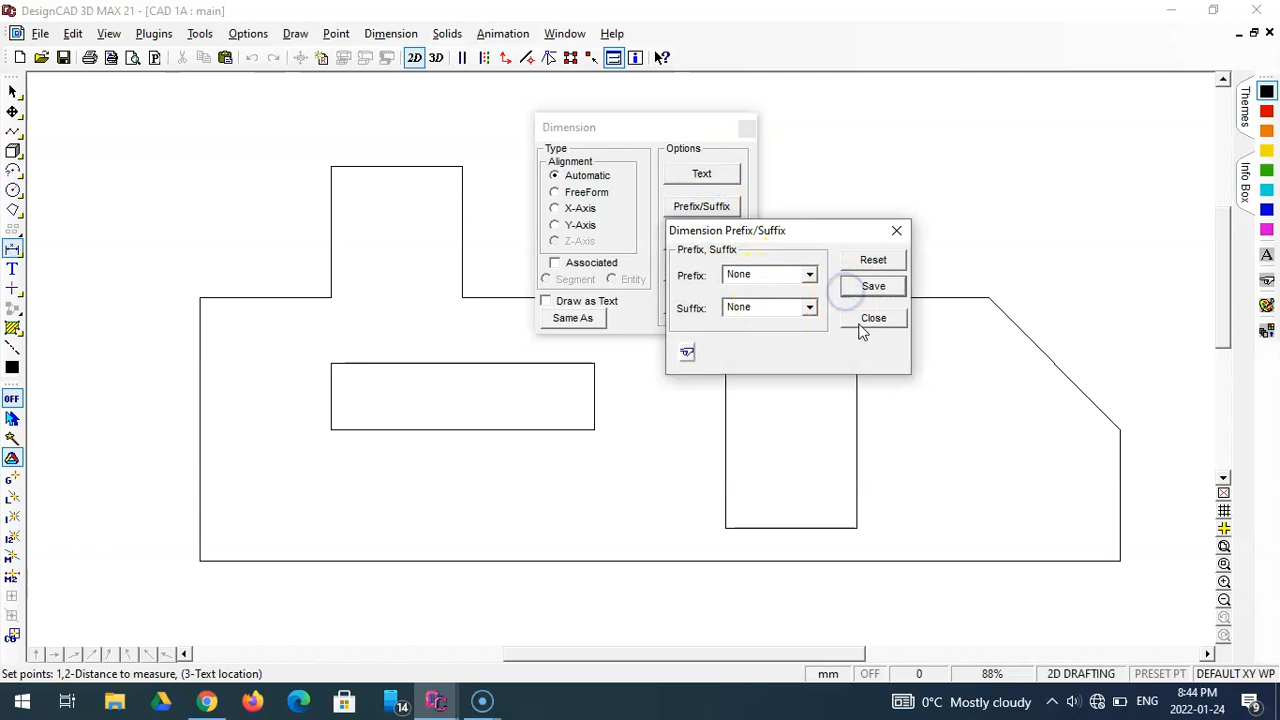 DesignCAD 3D MAX 21 - [CAD 1A : main]
File Edit View Plugins Tools Options Draw Point Dimension Solids Animation Window Help
2D 3D
Dimension
Type
Options
Alignment
Automatic
Text
FreeForm
X-Axis
Prefix/Suffix
Y-Axis
Z-Axis
Associated
Segment Entity
Draw as Text
Same As
Dimension Prefix/Suffix
Prefix, Suffix
Reset
Prefix: None
Save
Suffix: None
Close
Themes
Info Box
OFF
Set points: 1,2-Distance to measure, (3-Text location)
mm OFF 0 88% 2D DRAFTING PRESET PT DEFAULT XY WP
14
0°C Mostly cloudy
ENG
8:44 PM
2022-01-24
9